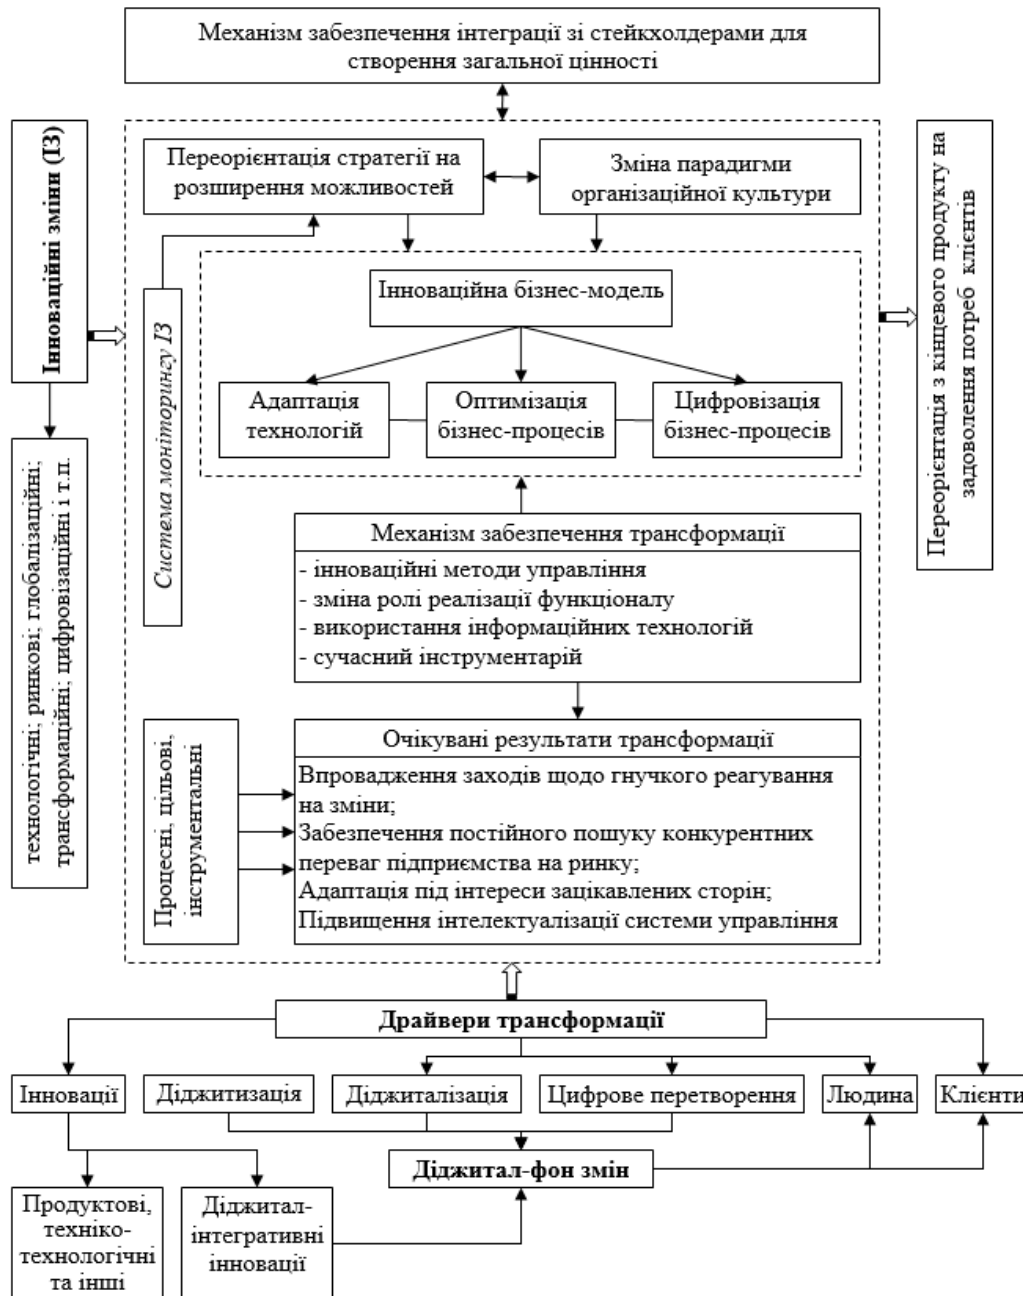 Механізм забезпечення інтеграції зі стейкхолдерами для
створення загальної цінності
Інноваційні зміни (ІЗ)
технологічні; ринкові; глобалізаційні;
трансформаційні; цифровізаційні і т.п.
Переорієнтація стратегії на
розширення можливостей
Зміна парадигми
організаційної культури
Система моніторингу ІЗ
Інноваційна бізнес-модель
Адаптація
технологій
Оптимізація
бізнес-процесів
Цифровізація
бізнес-процесів
Переорієнтація з кінцевого продукту на
задоволення потреб клієнтів
Механізм забезпечення трансформації
- інноваційні методи управління
- зміна ролі реалізації функціоналу
- використання інформаційних технологій
- сучасний інструментарій
Процесні, цільові,
інструментальні
Очікувані результати трансформації
Впровадження заходів щодо гнучкого реагування
на зміни;
Забезпечення постійного пошуку конкурентних
переваг підприємства на ринку;
Адаптація під інтереси зацікавлених сторін;
Підвищення інтелектуалізації системи управління
Драйвери трансформації
Інновації
Діджитизація
Діджиталізація
Цифрове перетворення
Людина
Клієнти
Діджитал-фон змін
Продуктові,
техніко-
технологічні
та інші
Діджитал-
інтегративні
інновації